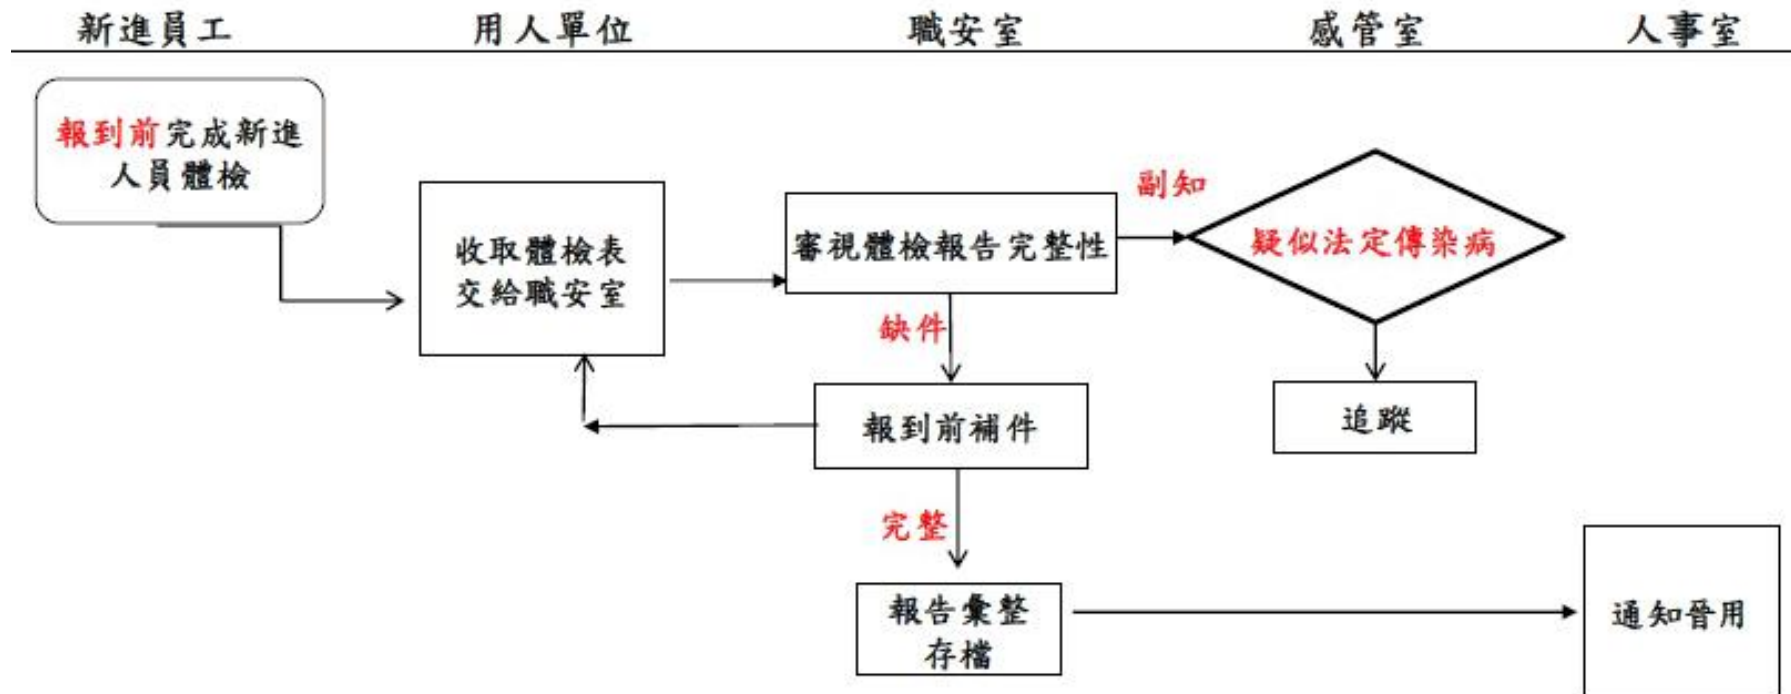 新進員工
用人單位
職安室
感管室
人事室
報到前完成新進
人員體檢
收取體檢表
交給職安室
審視體檢報告完整性
副知
疑似法定傳染病
缺件
報到前補件
追蹤
完整
報告彙整
存檔
通知晉用